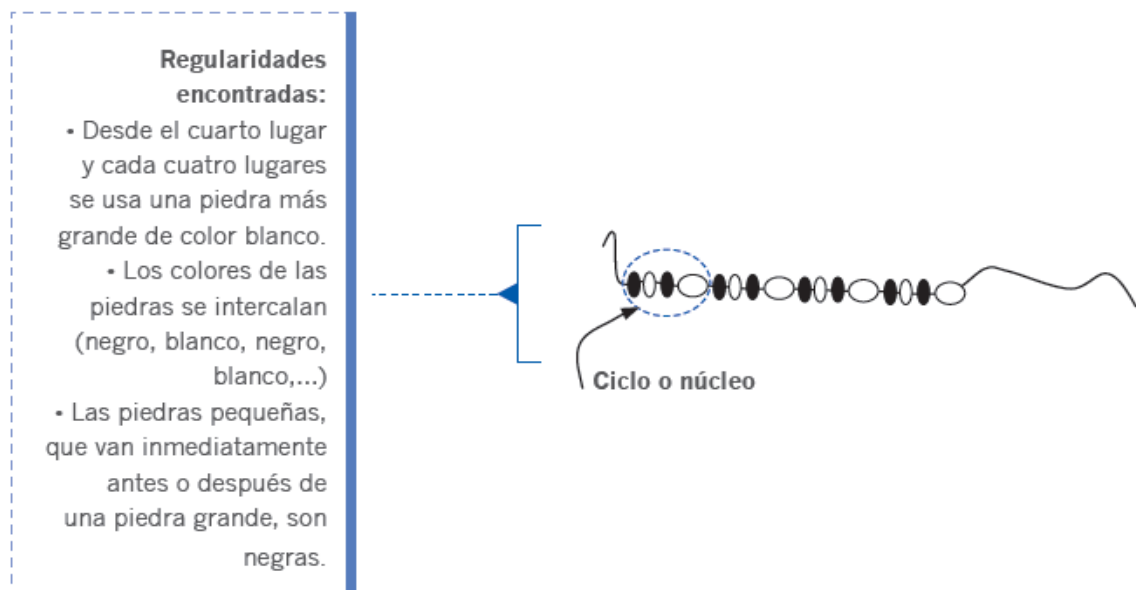 Regularidades
encontradas:
• Desde el cuarto lugar
y cada cuatro lugares
se usa una piedra más
grande de color blanco.
• Los colores de las
piedras se intercalan
(negro, blanco, negro,
blanco,...)
• Las piedras pequeñas,
que van inmediatamente
antes o después de
una piedra grande, son
negras.
Ciclo o núcleo